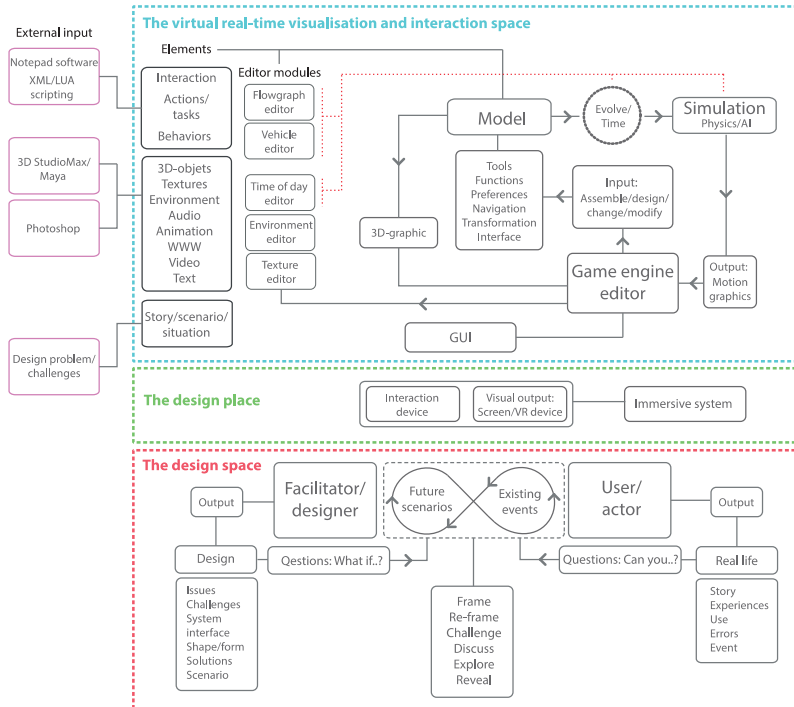 The virtual real-time visualisation and interaction space
External input
Notepad software
XML/LUA
scripting
3D StudioMax/
Maya
Photoshop
Design problem/
challenges
Elements
Interaction
Actions/
tasks
Behaviors
3D-objets
Textures
Environment
Audio
Animation
WWW
Video
Text
Story/scenario/
situation
Editor modules
Flowgraph
editor
Vehicle
editor
Time of day
editor
Environment
editor
Texture
editor
Model
Evolve/
Time
Simulation
Physics/AI
Tools
Functions
Preferences
Navigation
Transformation
Interface
Input:
Assemble/design/
change/modify
3D-graphic
Game engine
editor
Output:
Motion
graphics
GUI
The design place
Interaction
device
Visual output:
Screen/VR device
Immersive system
The design space
Output
Facilitator/
designer
Future
scenarios
Existing
events
User/
actor
Output
Design
Qestions: What if..?
Questions: Can you..?
Real life
Issues
Challenges
System
interface
Shape/form
Solutions
Scenario
Frame
Re-frame
Challenge
Discuss
Explore
Reveal
Story
Experiences
Use
Errors
Event